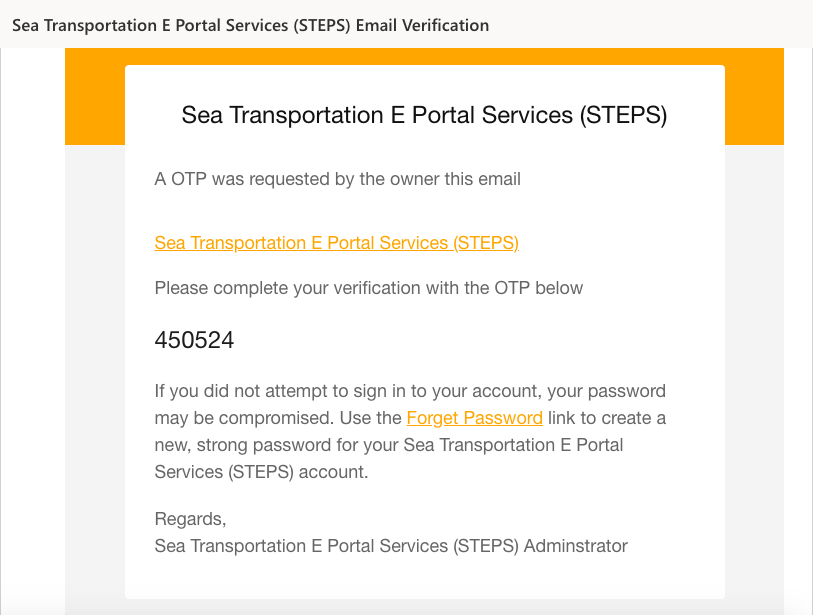 Sea Transportation E Portal Services (STEPS) Email Verification
Sea Transportation E Portal Services (STEPS)
A OTP was requested by the owner this email
Sea Transportation E Portal Services (STEPS)
Please complete your verification with the OTP below
450524
If you did not attempt to sign in to your account, your password
may be compromised. Use the Forget Password link to create a
new, strong password for your Sea Transportation E Portal
Services (STEPS) account.
Regards,
Sea Transportation E Portal Services (STEPS) Adminstrator